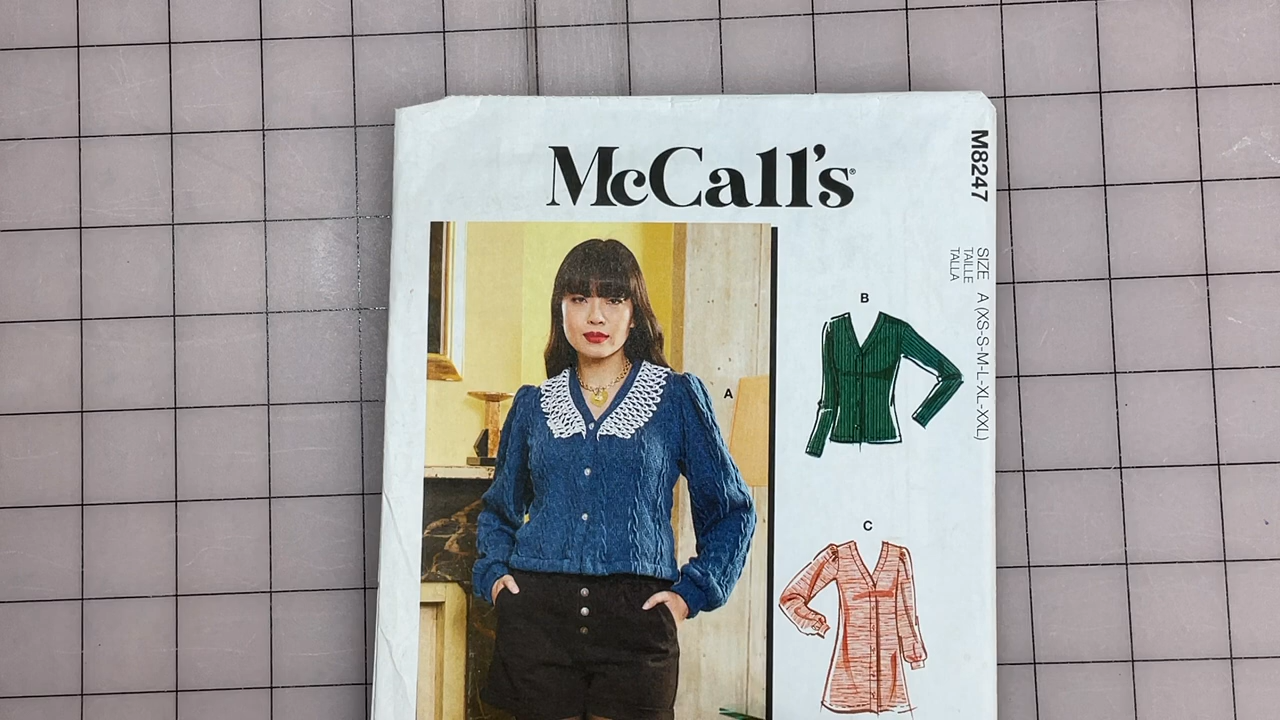 McCall's®
M8247
SIZE A (XS-S-M-L-XL-XXL)
TAILLE
TALLA
B
A
C